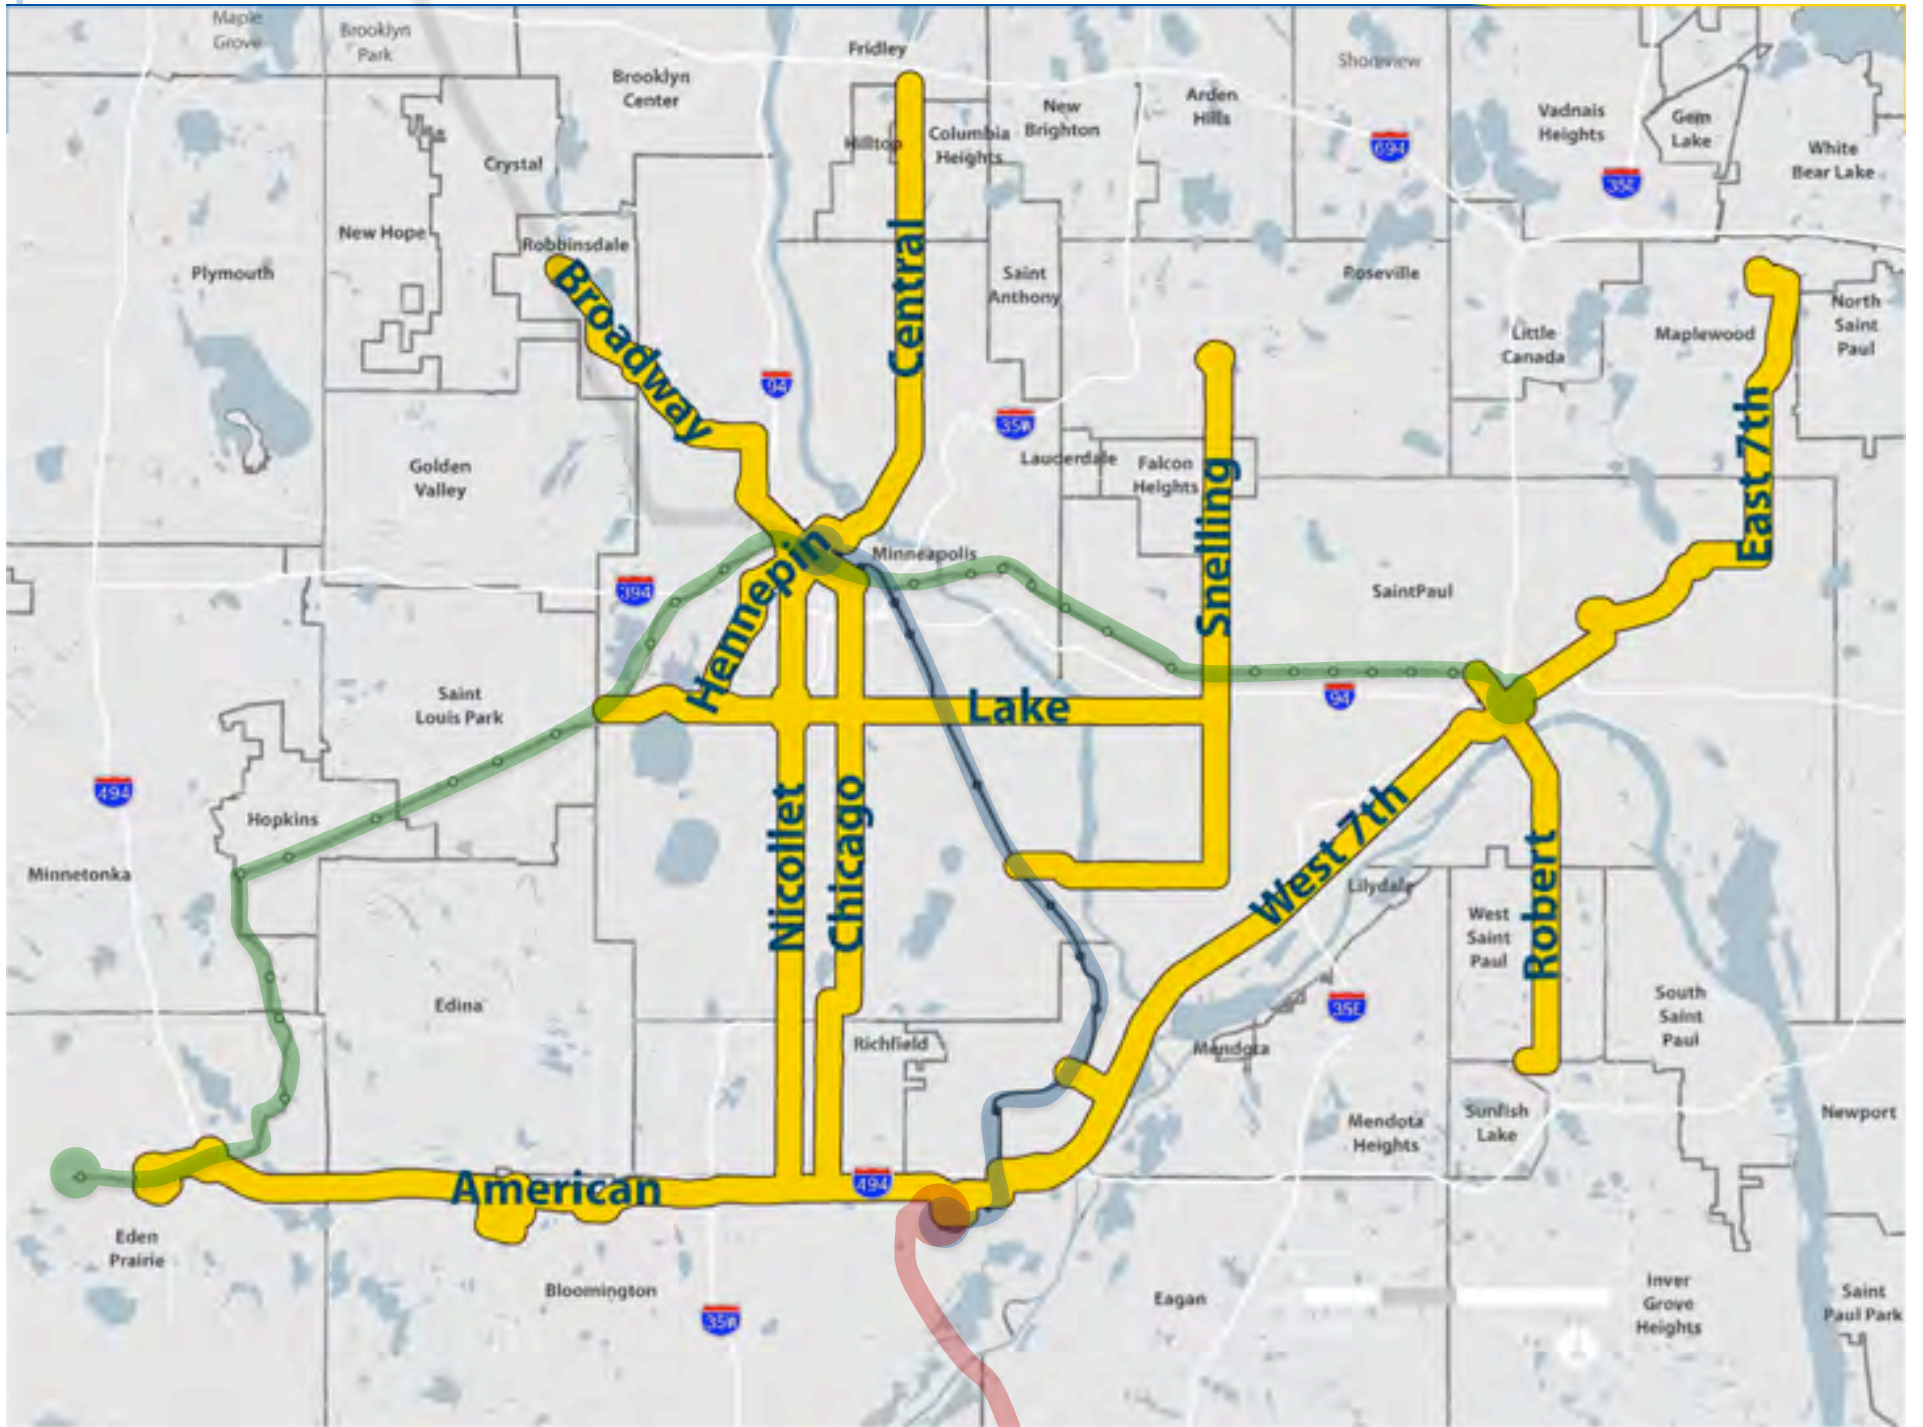 Maple
Grove
Brooklyn
Park
Fridley
Brooklyn
Center
Shoreview
New
Brighton
Arden
Hills
Vadnais
Heights
Gem
Lake
White
Bear Lake
Hilltop
Columbia
Heights
694
35E
Crystal
New Hope
Robbinsdale
Plymouth
Saint
Anthony
Roseville
Little
Canada
Maplewood
North
Saint
Paul
Broadway
Central
94
35W
Golden
Valley
Lauderdale
Falcon
Heights
Snelling
East 7th
Minneapolis
394
Hennepin
SaintPaul
Saint
Louis Park
Lake
94
494
Hopkins
Minnetonka
Nicollet
Chicago
West 7th
Lilydale
West
Saint
Paul
Robert
Edina
Richfield
Mendota
35E
South
Saint
Paul
Mendota
Heights
Sunfish
Lake
Newport
American
494
Eden
Prairie
Bloomington
35W
Eagan
Inver
Grove
Heights
Saint
Paul Park